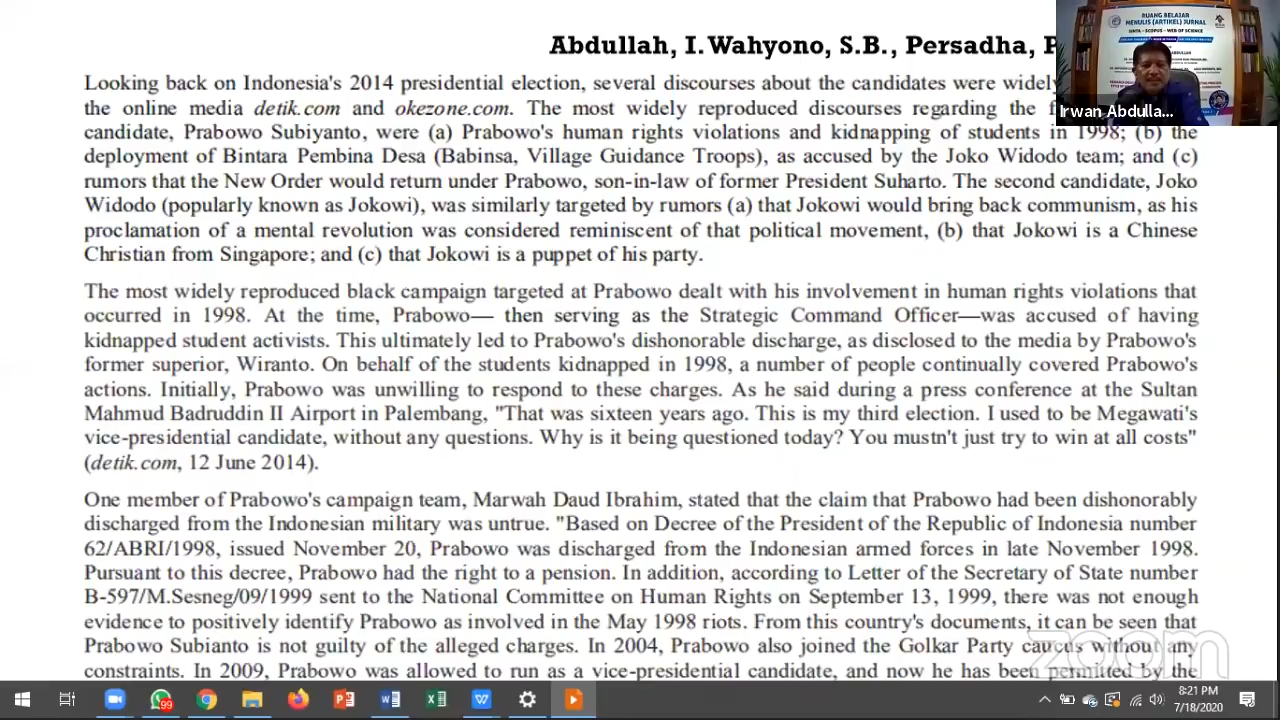 Abdullah, I. Wahyono, S.B., Persadha, P
RUANG BELAJAR
MENULIS (ARTIKEL) JURNAL
SINTA - SCOPUS - WEB OF SCIENCE
Irwan Abdulla...
Looking back on Indonesia's 2014 presidential election, several discourses about the candidates were widely
the online media detik.com and okezone.com. The most widely reproduced discourses regarding the f
candidate, Prabowo Subiyanto, were (a) Prabowo's human rights violations and kidnapping of students in 1998; (b) the
deployment of Bintara Pembina Desa (Babinsa, Village Guidance Troops), as accused by the Joko Widodo team; and (c)
rumors that the New Order would return under Prabowo, son-in-law of former President Suharto. The second candidate, Joko
Widodo (popularly known as Jokowi), was similarly targeted by rumors (a) that Jokowi would bring back communism, as his
proclamation of a mental revolution was considered reminiscent of that political movement, (b) that Jokowi is a Chinese
Christian from Singapore; and (c) that Jokowi is a puppet of his party.
The most widely reproduced black campaign targeted at Prabowo dealt with his involvement in human rights violations that
occurred in 1998. At the time, Prabowo— then serving as the Strategic Command Officer—was accused of having
kidnapped student activists. This ultimately led to Prabowo's dishonorable discharge, as disclosed to the media by Prabowo's
former superior, Wiranto. On behalf of the students kidnapped in 1998, a number of people continually covered Prabowo's
actions. Initially, Prabowo was unwilling to respond to these charges. As he said during a press conference at the Sultan
Mahmud Badruddin II Airport in Palembang, "That was sixteen years ago. This is my third election. I used to be Megawati's
vice-presidential candidate, without any questions. Why is it being questioned today? You mustn't just try to win at all costs"
(detik.com, 12 June 2014).
One member of Prabowo's campaign team, Marwah Daud Ibrahim, stated that the claim that Prabowo had been dishonorably
discharged from the Indonesian military was untrue. "Based on Decree of the President of the Republic of Indonesia number
62/ABRI/1998, issued November 20, Prabowo was discharged from the Indonesian armed forces in late November 1998.
Pursuant to this decree, Prabowo had the right to a pension. In addition, according to Letter of the Secretary of State number
B-597/M.Sesneg/09/1999 sent to the National Committee on Human Rights on September 13, 1999, there was not enough
evidence to positively identify Prabowo as involved in the May 1998 riots. From this country's documents, it can be seen that
Prabowo Subianto is not guilty of the alleged charges. In 2004, Prabowo also joined the Golkar Party caucus without any
constraints. In 2009, Prabowo was allowed to run as a vice-presidential candidate, and now he has been permitted by the
zoom
99
8:21 PM
7/18/2020